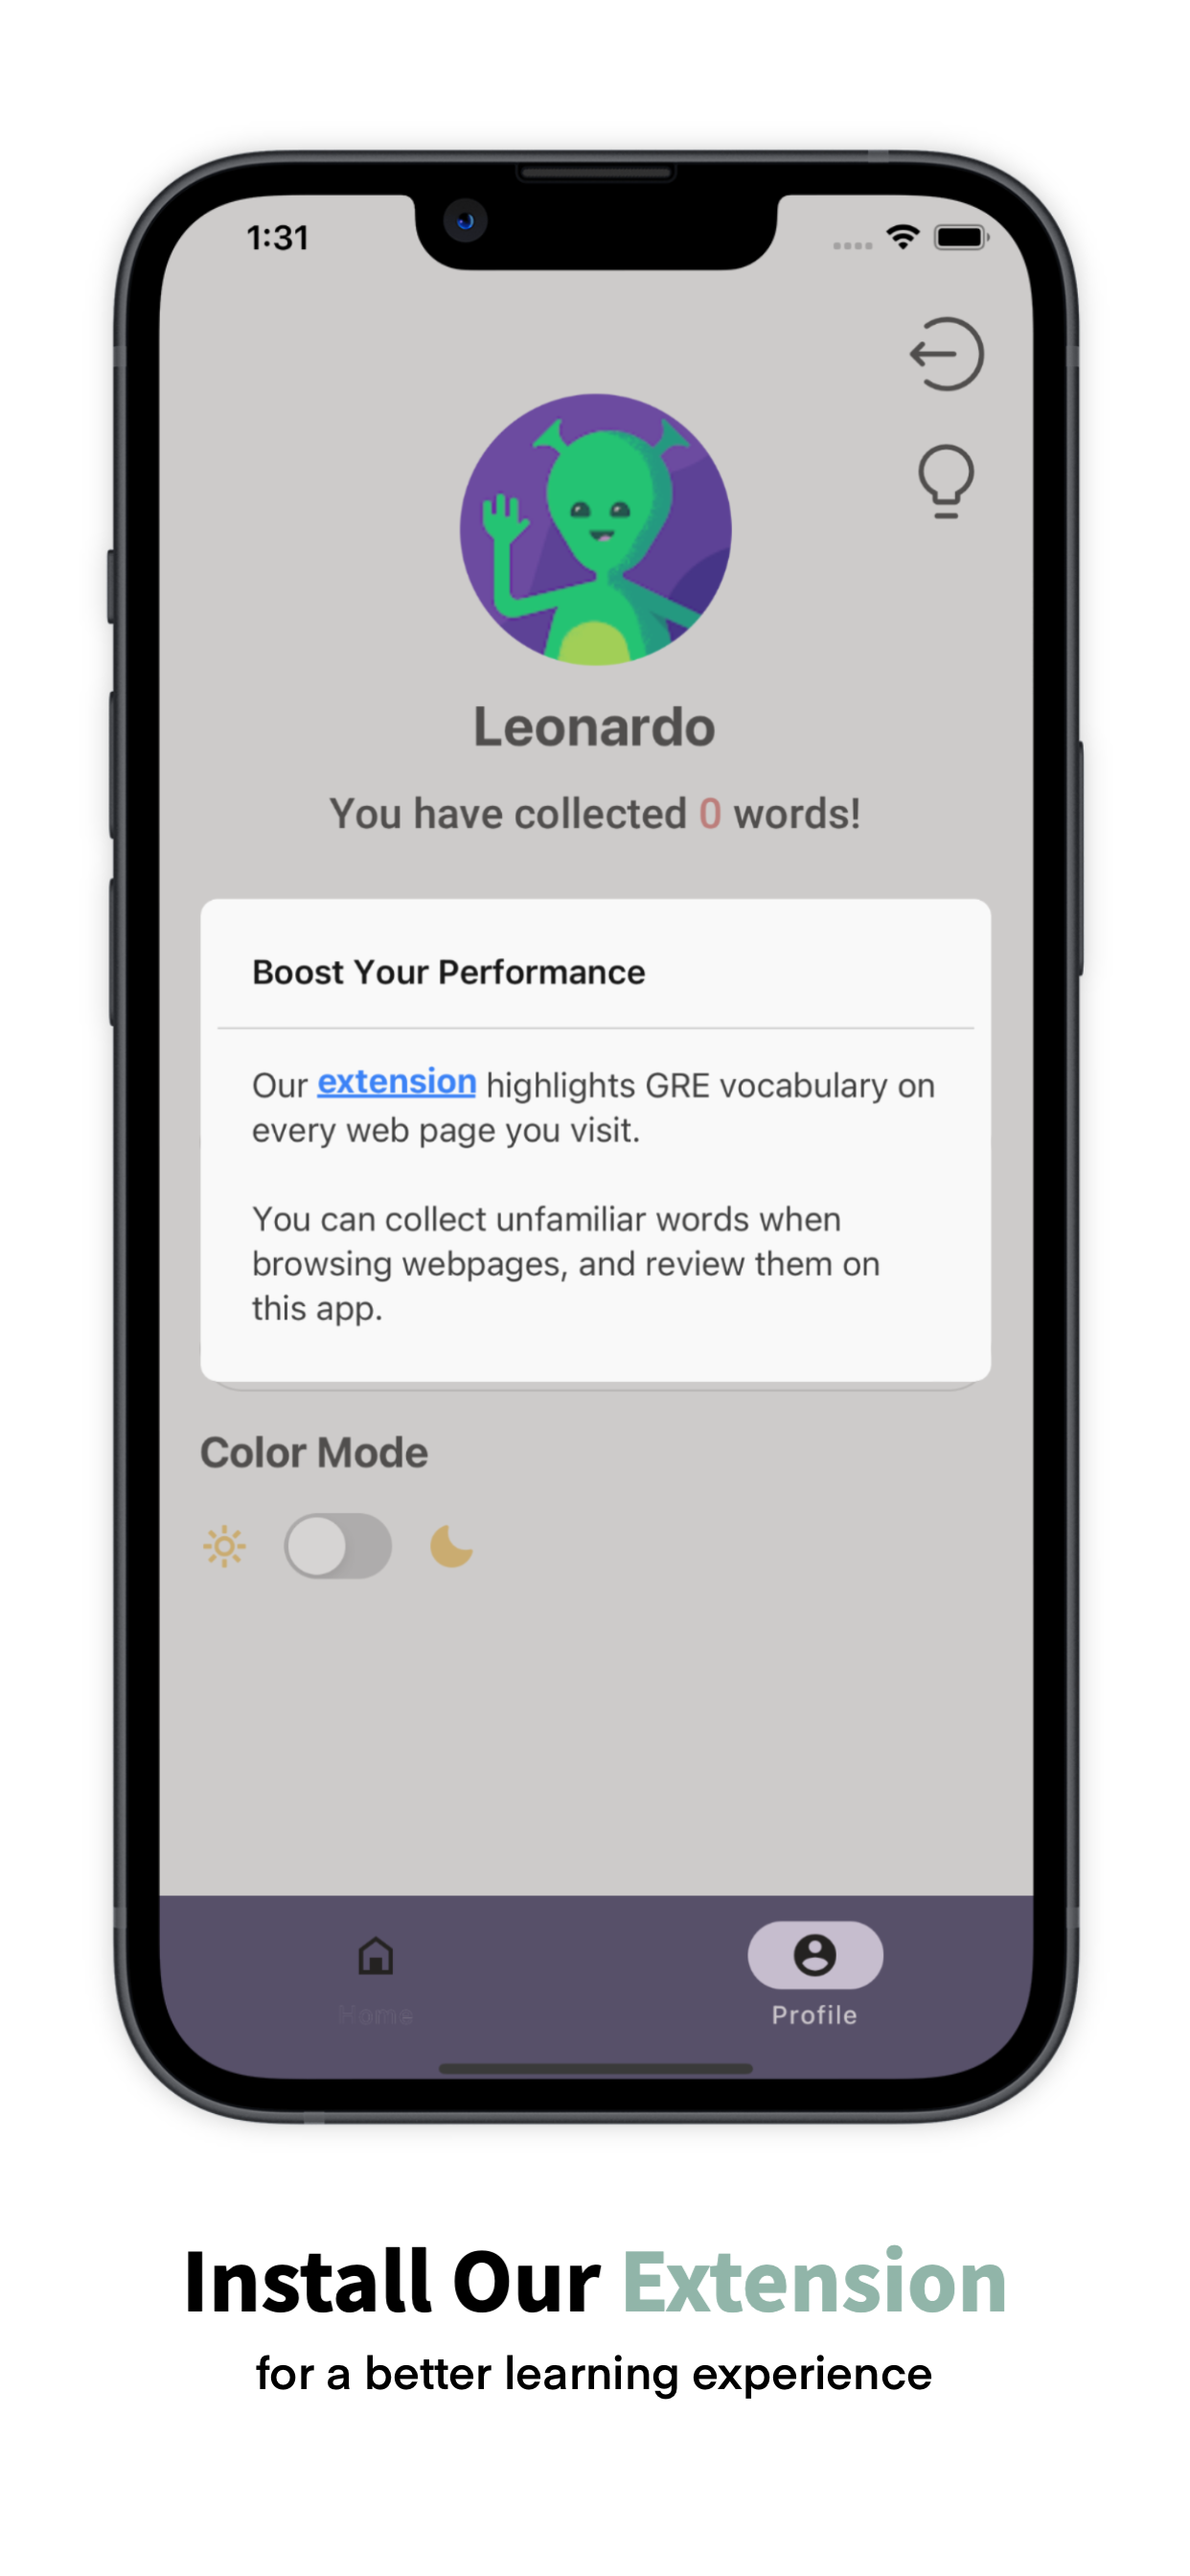 1:31
Leonardo
You have collected 0 words!
Boost Your Performance
Our extension highlights GRE vocabulary on
every web page you visit.
You can collect unfamiliar words when
browsing webpages, and review them on
this app.
Color Mode
Home
Profile
Install Our Extension
for a better learning experience